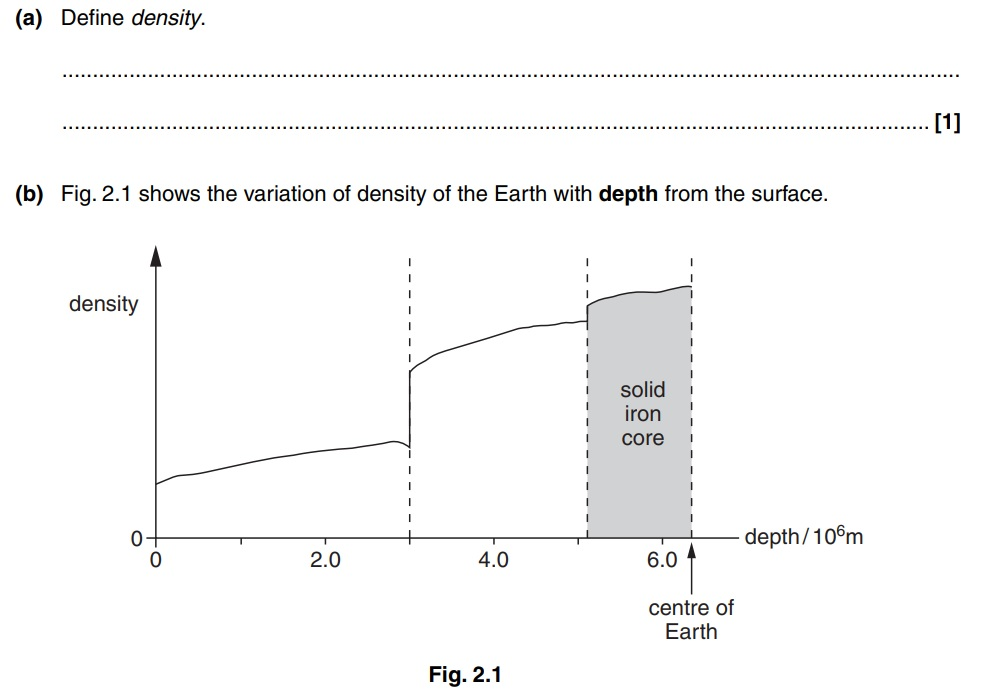 (a) Define density.
.....................................................................................................................................................
..................................................................................................................................................... [1]
(b) Fig. 2.1 shows the variation of density of the Earth with depth from the surface.
density
solid
iron
core
0
depth / 10⁶m
0 2.0 4.0 6.0
centre of
Earth
Fig. 2.1